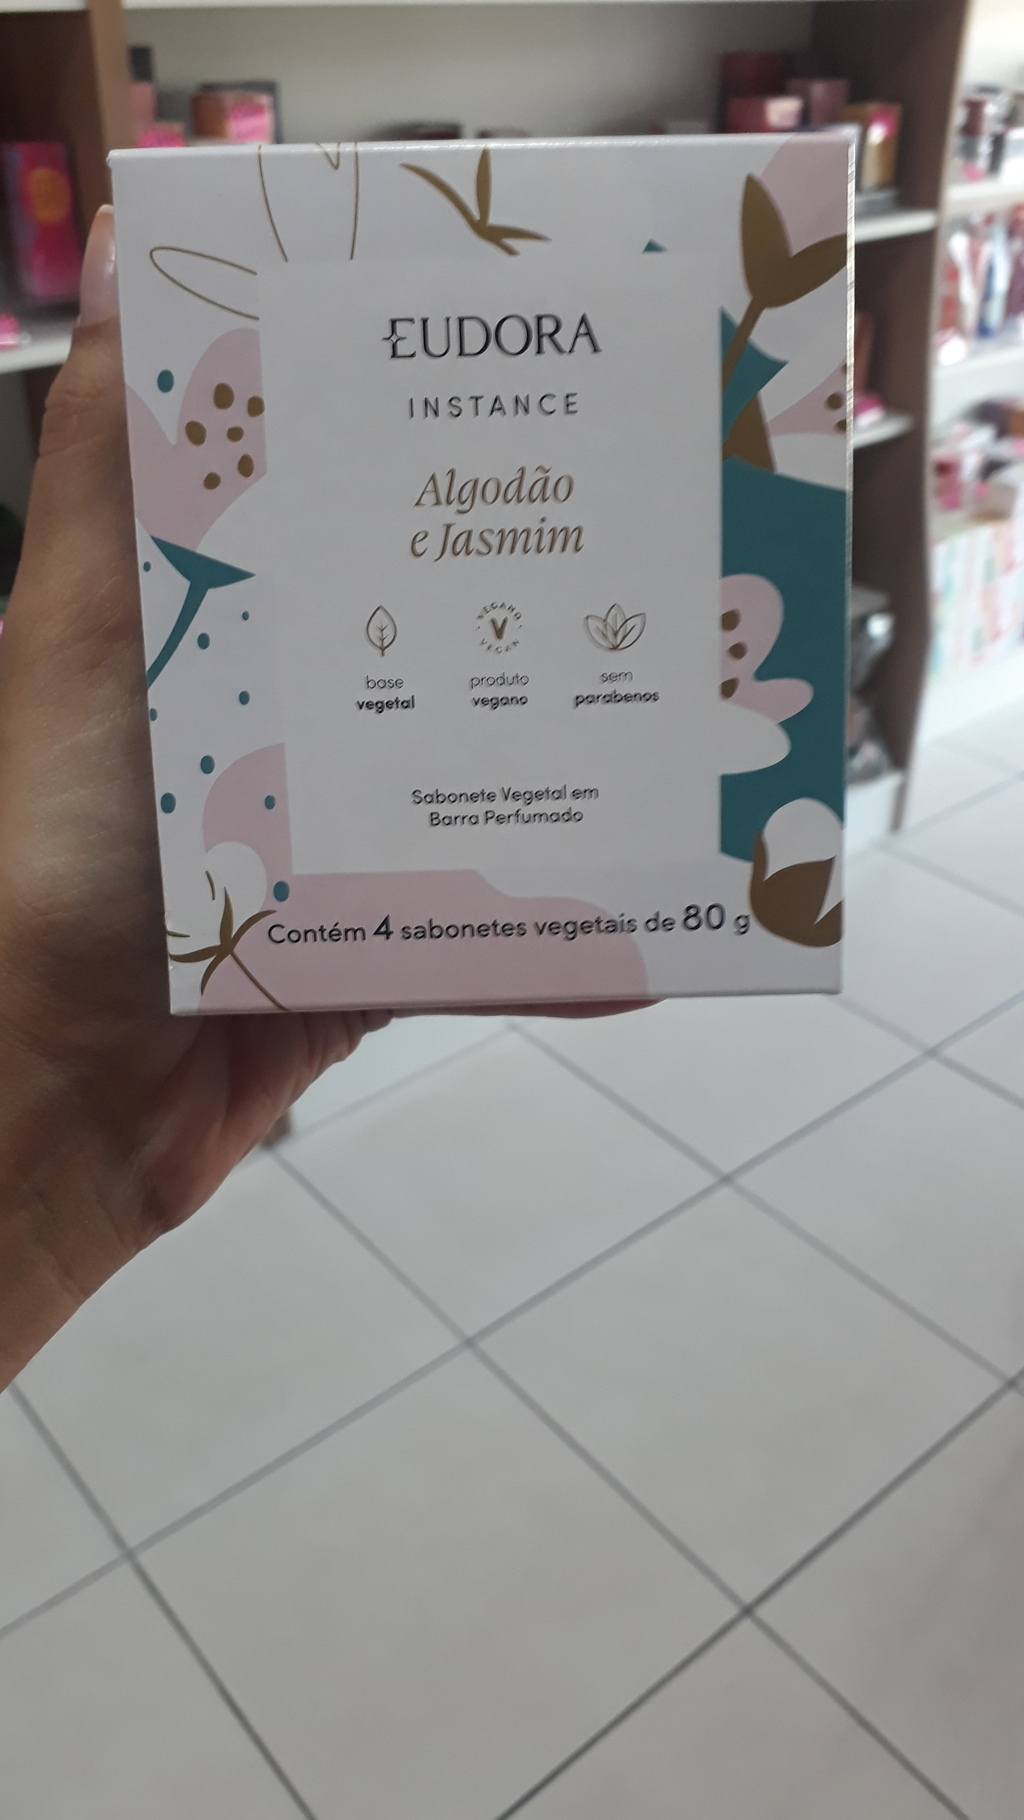 EUDORA
INSTANCE
Algodão
e Jasmim
base
vegetal
VEGANO
V
VEGAN
produto
vegano
sem
parabenos
Sabonete Vegetal em
Barra Perfumado
Contém 4 sabonetes vegetais de 80 g